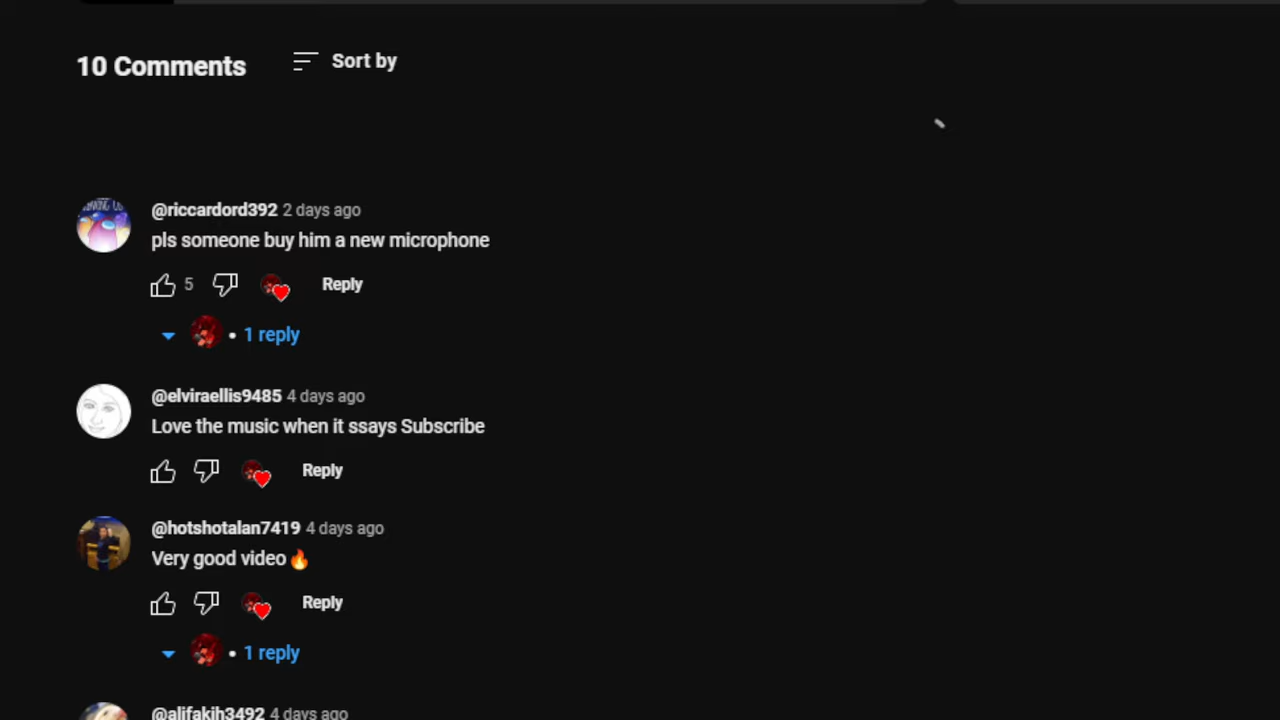 10 Comments
Sort by
@riccardord392 2 days ago
pls someone buy him a new microphone
5 Reply
1 reply
@elviraellis9485 4 days ago
Love the music when it ssays Subscribe
Reply
@hotshotalan7419 4 days ago
Very good video🔥
Reply
1 reply
@alifakih3492 4 days ago